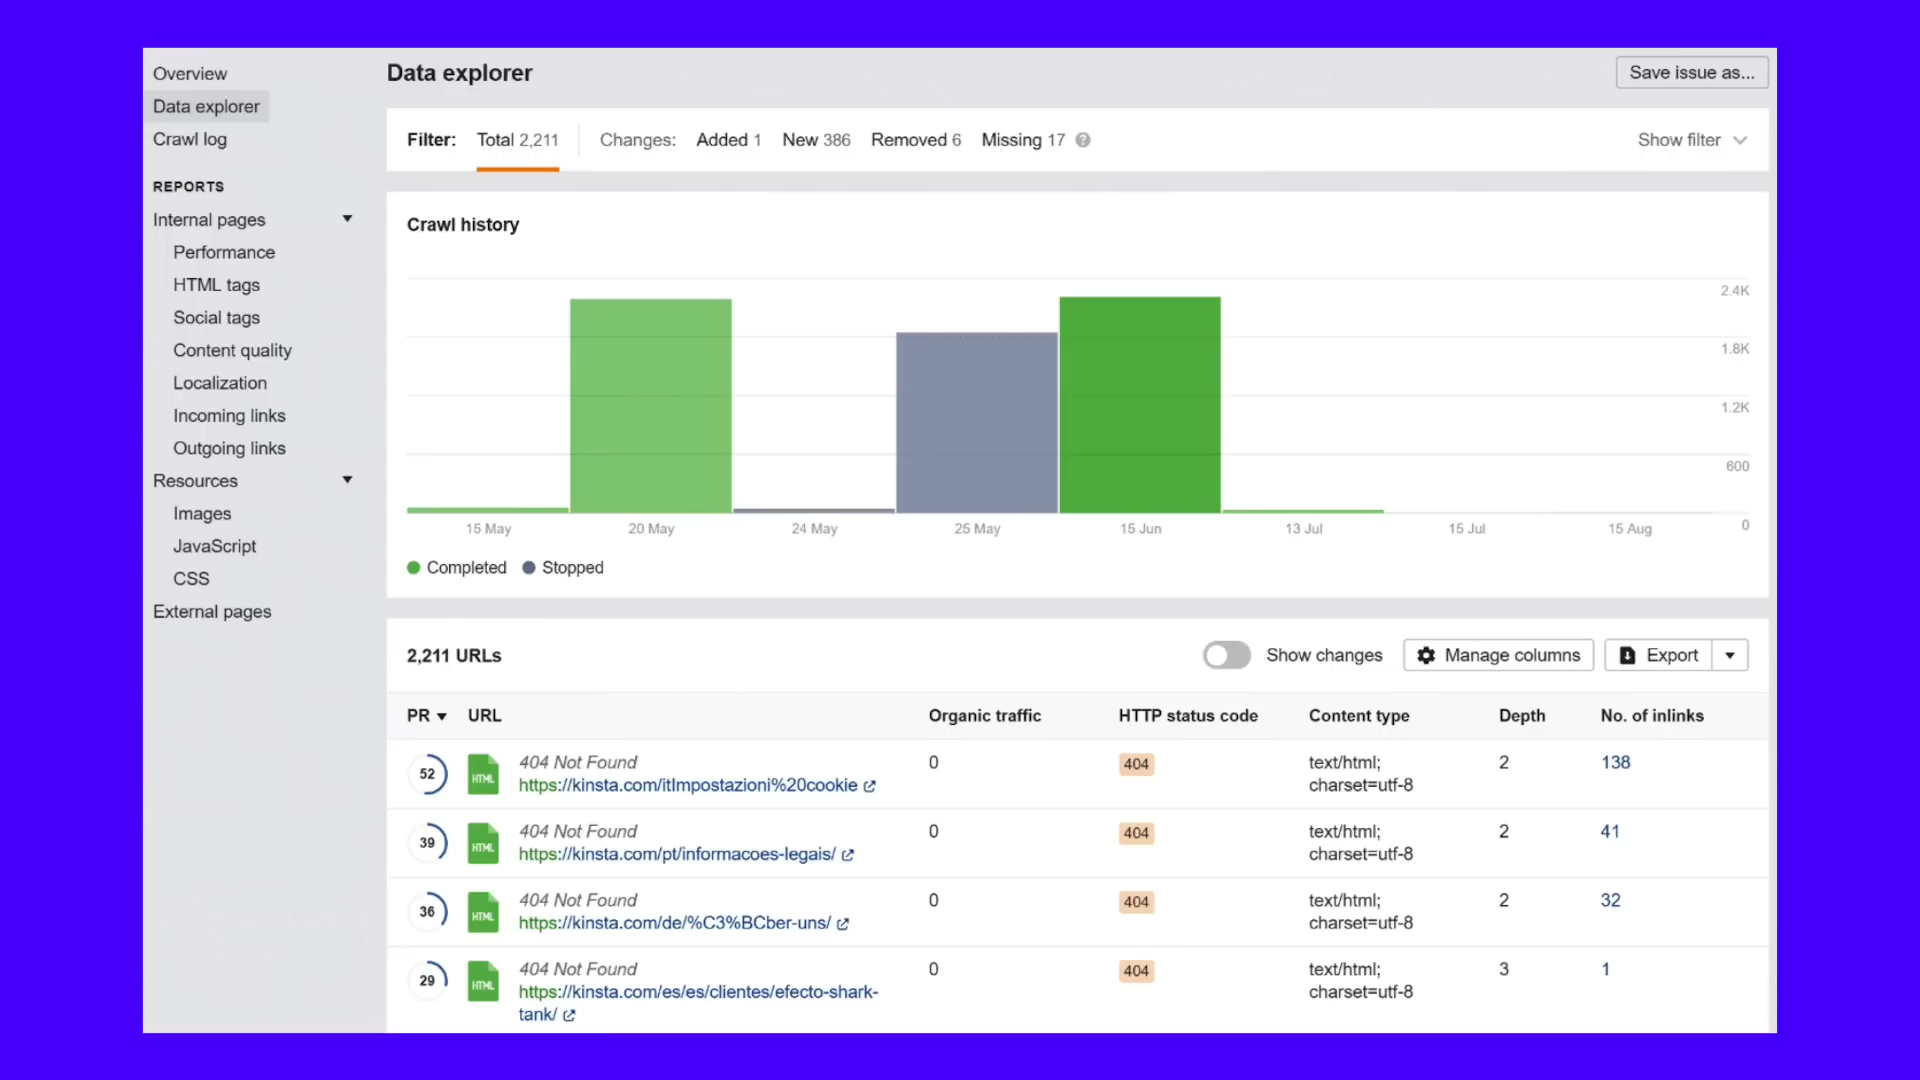 Overview
Data explorer
Crawl log
REPORTS
Internal pages
Performance
HTML tags
Social tags
Content quality
Localization
Incoming links
Outgoing links
Resources
Images
JavaScript
CSS
External pages
Data explorer
Save issue as...
Filter: Total 2,211 Changes: Added 1 New 386 Removed 6 Missing 17 ? Show filter
Crawl history
2.4K
1.8K
1.2K
600
0
15 May 20 May 24 May 25 May 15 Jun 13 Jul 15 Jul 15 Aug
Completed Stopped
2,211 URLs Show changes Manage columns Export
PR URL Organic traffic HTTP status code Content type Depth No. of inlinks
52 HTML 404 Not Found 0 404 text/html; 2 138
https://kinsta.com/itImpostazioni%20cookie charset=utf-8
39 HTML 404 Not Found 0 404 text/html; 2 41
https://kinsta.com/pt/informacoes-legais/ charset=utf-8
36 HTML 404 Not Found 0 404 text/html; 2 32
https://kinsta.com/de/%C3%BCber-uns/ charset=utf-8
29 HTML 404 Not Found 0 404 text/html; 3 1
https://kinsta.com/es/es/clientes/efecto-shark- charset=utf-8
tank/